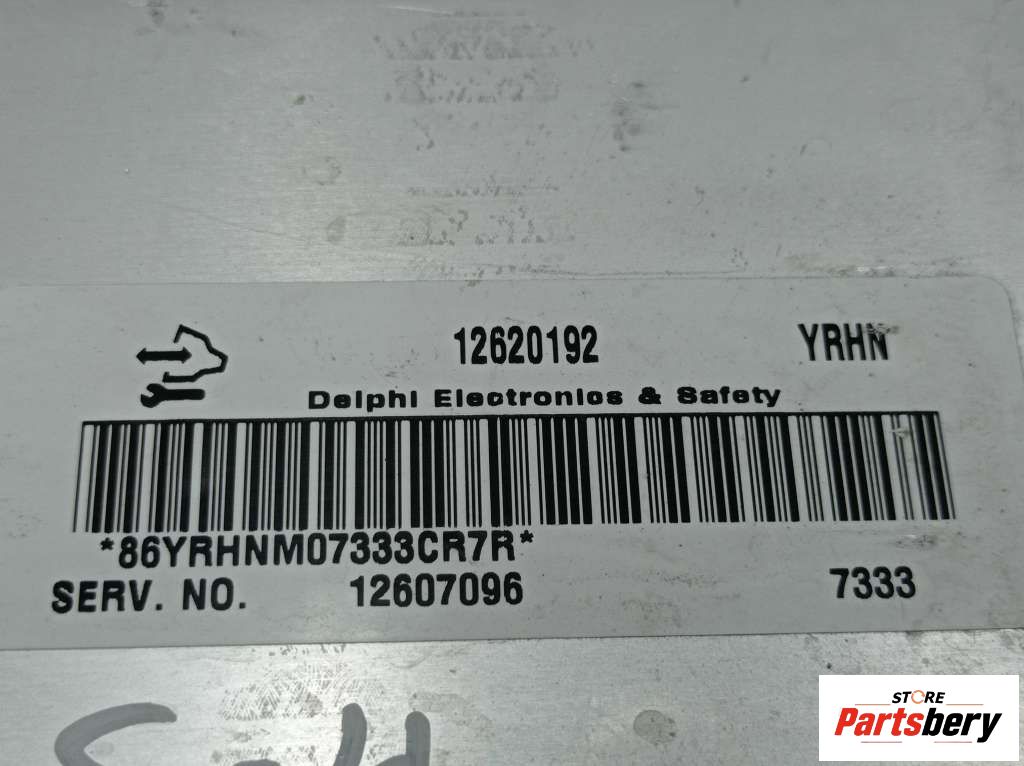 12620192 YRHN
Delphi Electronics & Safety
*86YRHNM07333CR7R*
SERV. NO. 12607096 7333
STORE
Partsbery